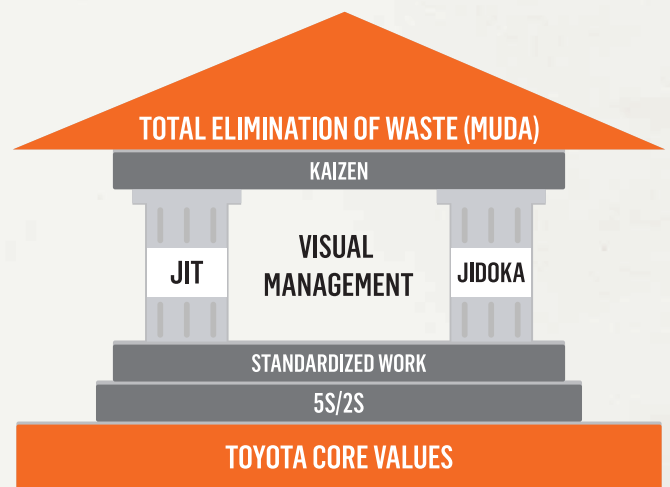 TOTAL ELIMINATION OF WASTE (MUDA)
KAIZEN
VISUAL
MANAGEMENT
JIT
JIDOKA
STANDARDIZED WORK
5S/2S
TOYOTA CORE VALUES